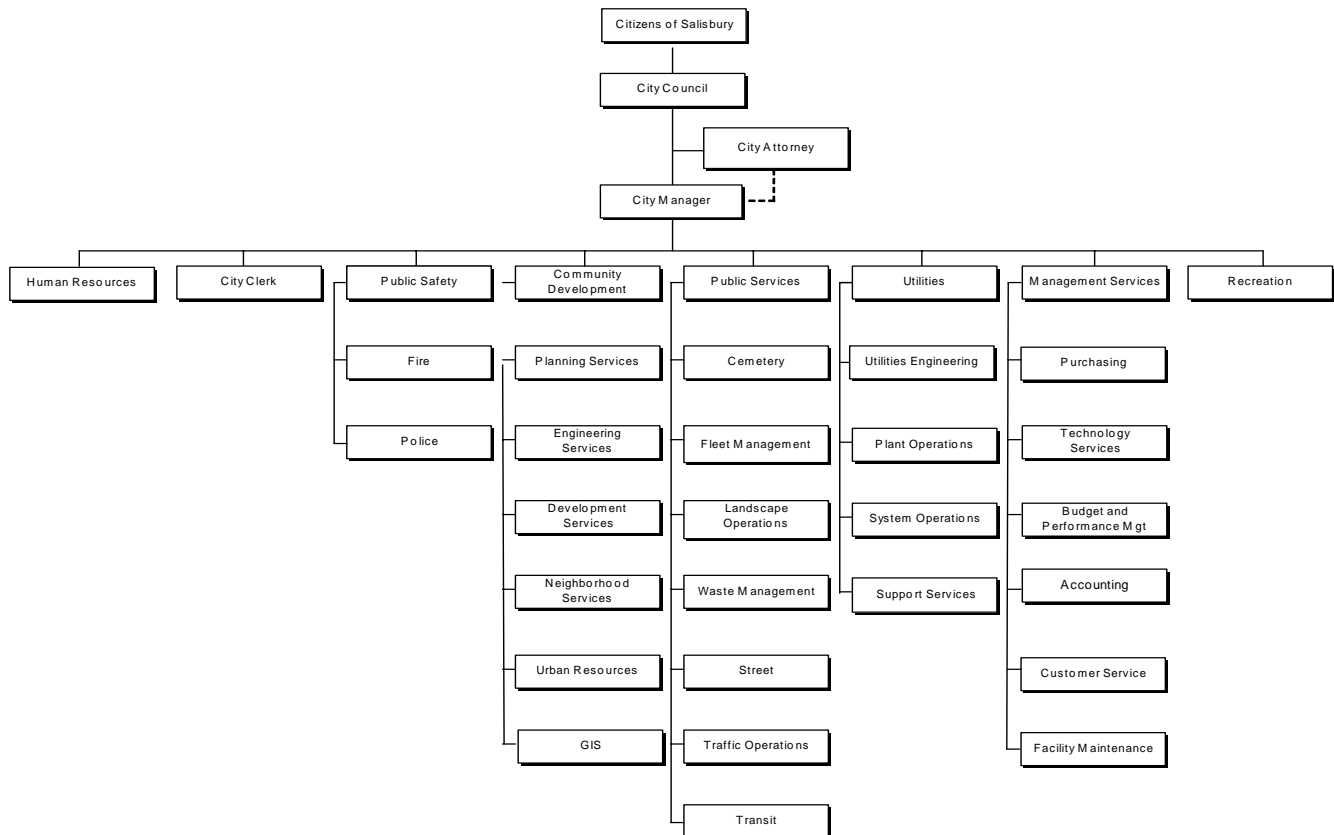 Citizens of Salisbury
City Council
City Attorney
City Manager
Human Resources
City Clerk
Public Safety
Community
Development
Public Services
Utilities
Management Services
Recreation
Fire
Planning Services
Cemetery
Utilities Engineering
Purchasing
Police
Engineering
Services
Fleet Management
Plant Operations
Technology
Services
Development
Services
Landscape
Operations
System Operations
Budget and
Performance Mgt
Neighborhood
Services
Waste Management
Support Services
Accounting
Urban Resources
Street
Customer Service
GIS
Traffic Operations
Facility Maintenance
Transit